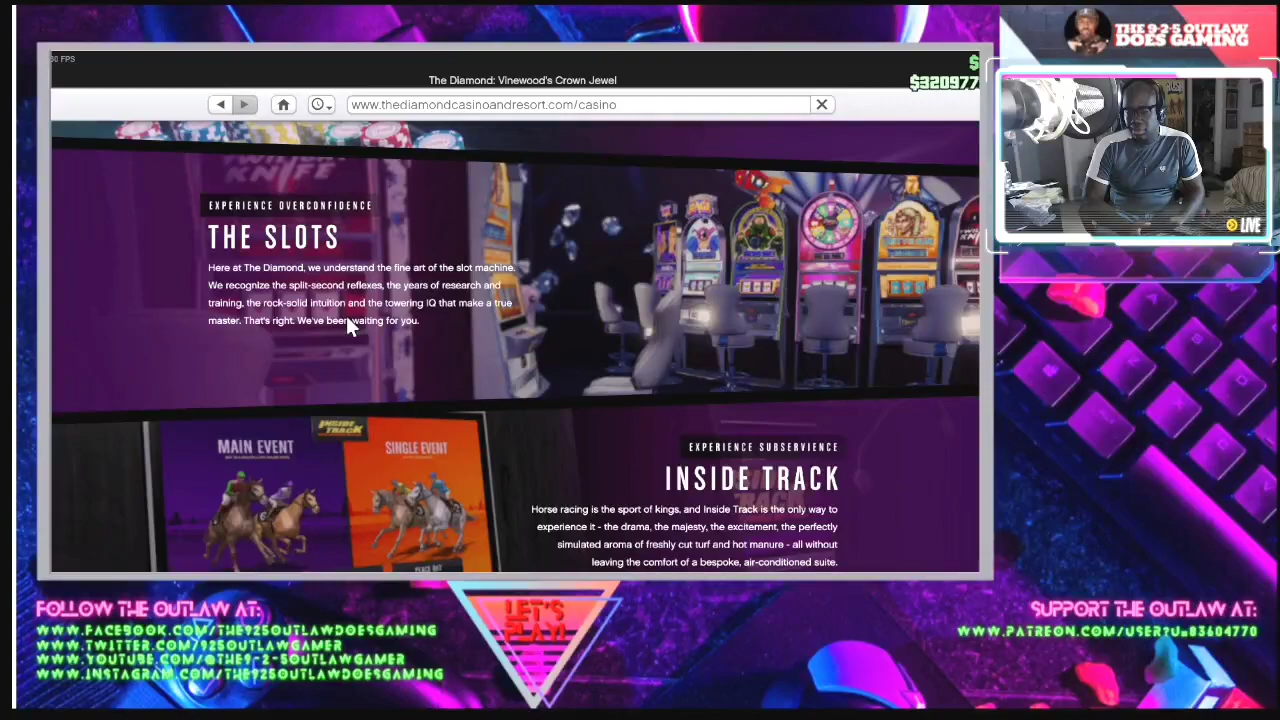 30 FPS
THE 9-2-5 OUTLAW
DOES GAMING
The Diamond: Vinewood's Crown Jewel
$
$320977
www.thediamondcasinoandresort.com/casino
EXPERIENCE OVERCONFIDENCE
THE SLOTS
Here at The Diamond, we understand the fine art of the slot machine.
We recognize the split-second reflexes, the years of research and
training, the rock-solid intuition and the towering IQ that make a true
master. That's right. We've been waiting for you.
LIVE
INSIDE
TRACK
MAIN EVENT
SINGLE EVENT
EXPERIENCE SUBSERVIENCE
INSIDE TRACK
Horse racing is the sport of kings, and Inside Track is the only way to
experience it - the drama, the majesty, the excitement, the perfectly
simulated aroma of freshly cut turf and hot manure - all without
leaving the comfort of a bespoke, air-conditioned suite.
PLACE BET
FOLLOW THE OUTLAW AT:
WWW.FACEBOOK.COM/THE925OUTLAWDOESGAMING
WWW.TWITTER.COM/925OUTLAWGAMER
WWW.YOUTUBE.COM/@THE9-2-5OUTLAWGAMER
WWW.INSTAGRAM.COM/THE925OUTLAWDOESGAMING
LET'S
PLAY
SUPPORT THE OUTLAW AT:
WWW.PATREON.COM/USER?U=83604770